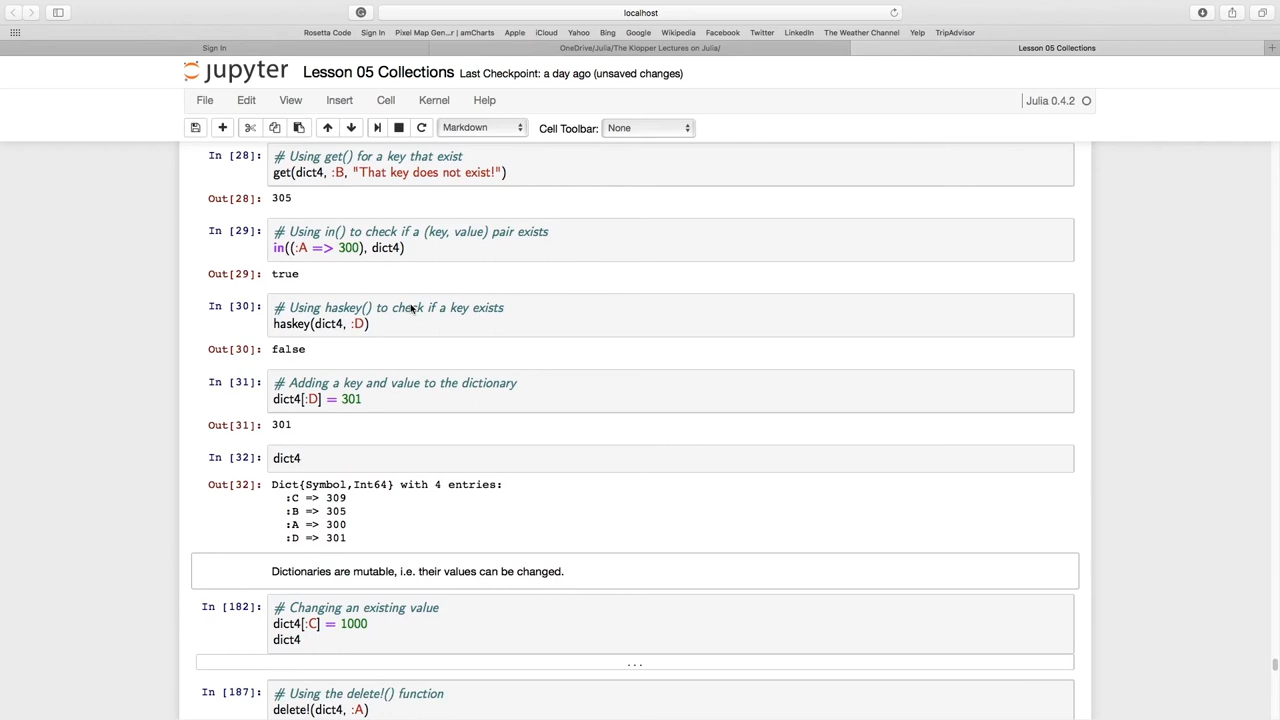 localhost
Rosetta Code Sign In Pixel Map Gen...r | amCharts Apple iCloud Yahoo Bing Google Wikipedia Facebook Twitter LinkedIn The Weather Channel Yelp TripAdvisor
Sign In OneDrive/Julia/The Klopper Lectures on Julia/ Lesson 05 Collections
jupyter Lesson 05 Collections Last Checkpoint: a day ago (unsaved changes)
File Edit View Insert Cell Kernel Help Julia 0.4.2
Markdown Cell Toolbar: None
In [28]: # Using get() for a key that exist
get(dict4, :B, "That key does not exist!")
Out[28]: 305
In [29]: # Using in() to check if a (key, value) pair exists
in((:A => 300), dict4)
Out[29]: true
In [30]: # Using haskey() to check if a key exists
haskey(dict4, :D)
Out[30]: false
In [31]: # Adding a key and value to the dictionary
dict4[:D] = 301
Out[31]: 301
In [32]: dict4
Out[32]: Dict{Symbol,Int64} with 4 entries:
:C => 309
:B => 305
:A => 300
:D => 301
Dictionaries are mutable, i.e. their values can be changed.
In [182]: # Changing an existing value
dict4[:C] = 1000
dict4
...
In [187]: # Using the delete!() function
delete!(dict4, :A)